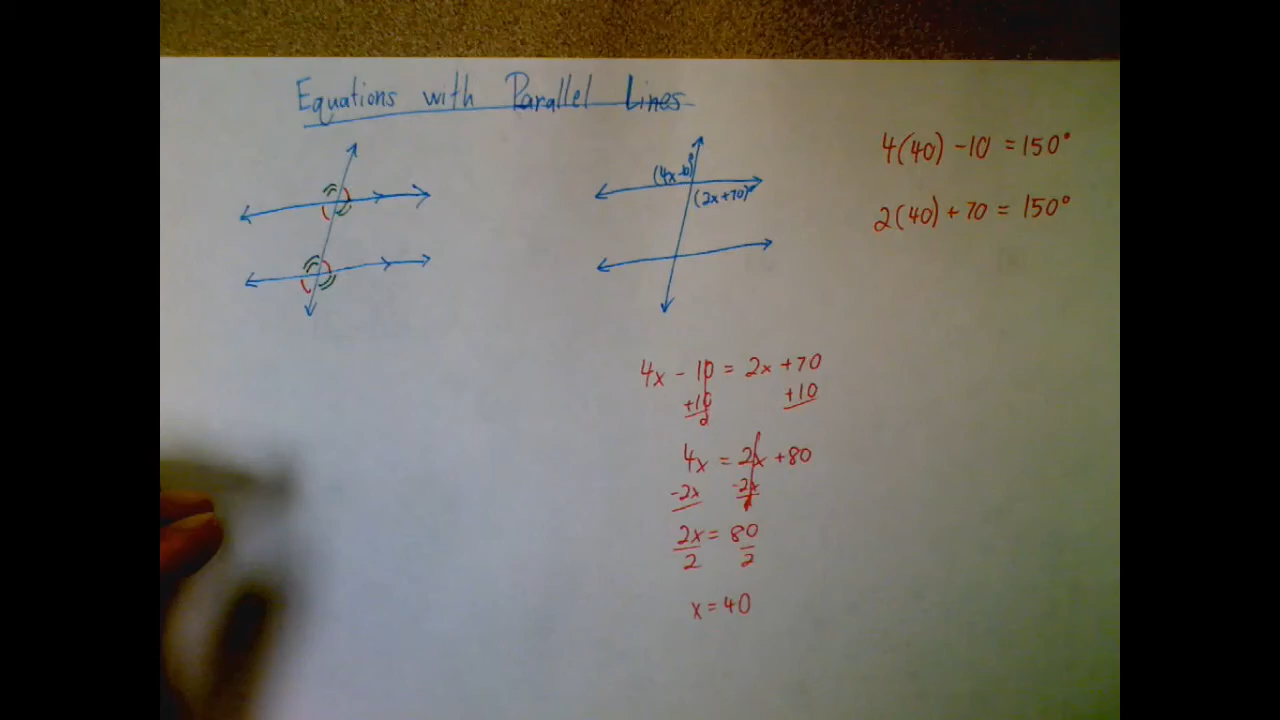 Equations with Parallel Lines
(4x-10)°
(2x+70)°
4(40) -10 = 150°
2(40) + 70 = 150°
4x - 10 = 2x +70
+10 +10
4x = 2x +80
-2x -2x
2x = 80
2 2
x = 40